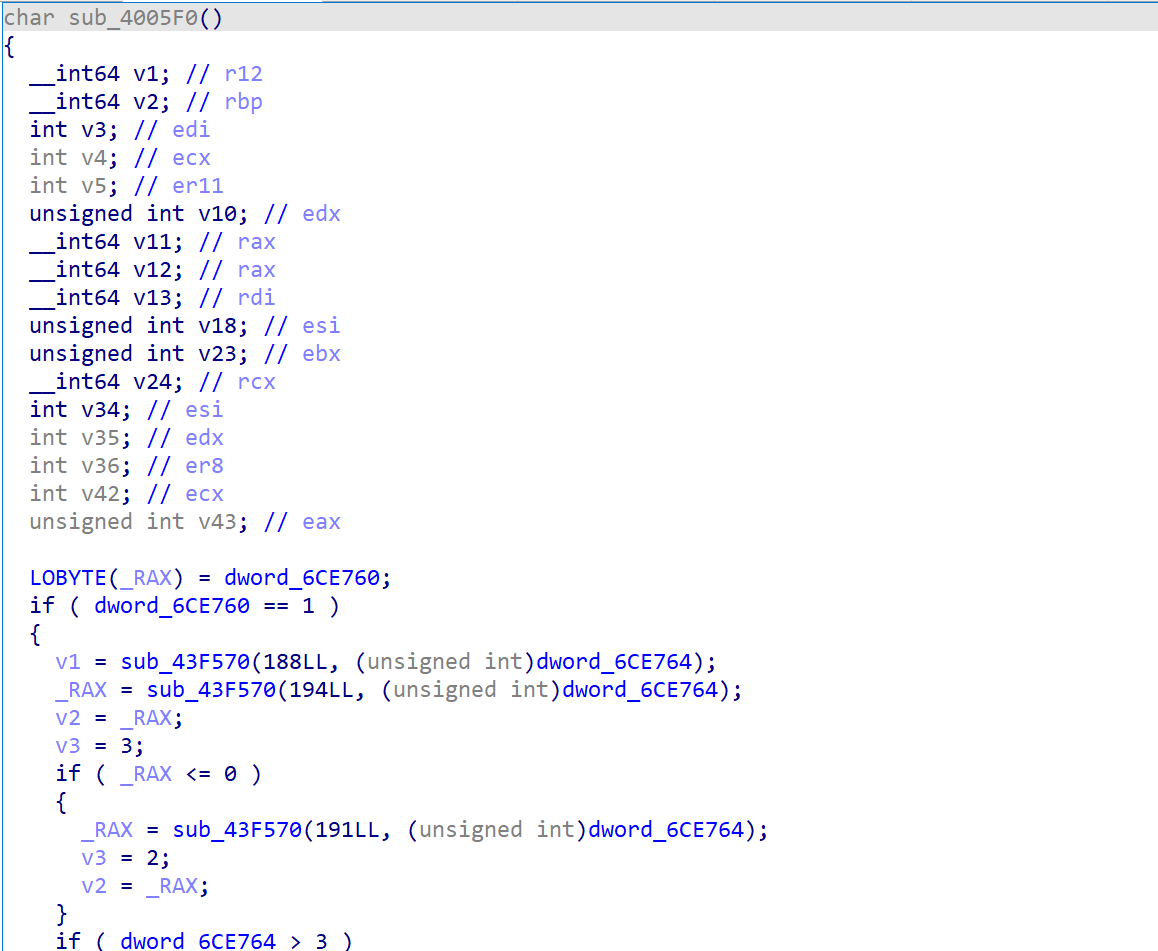 char sub_4005F0()
{
  __int64 v1; // r12
  __int64 v2; // rbp
  int v3; // edi
  int v4; // ecx
  int v5; // er11
  unsigned int v10; // edx
  __int64 v11; // rax
  __int64 v12; // rax
  __int64 v13; // rdi
  unsigned int v18; // esi
  unsigned int v23; // ebx
  __int64 v24; // rcx
  int v34; // esi
  int v35; // edx
  int v36; // er8
  int v42; // ecx
  unsigned int v43; // eax
  LOBYTE(_RAX) = dword_6CE760;
  if ( dword_6CE760 == 1 )
  {
    v1 = sub_43F570(188LL, (unsigned int)dword_6CE764);
    _RAX = sub_43F570(194LL, (unsigned int)dword_6CE764);
    v2 = _RAX;
    v3 = 3;
    if ( _RAX <= 0 )
    {
      _RAX = sub_43F570(191LL, (unsigned int)dword_6CE764);
      v3 = 2;
      v2 = _RAX;
    }
    if ( dword_6CE764 > 3 )